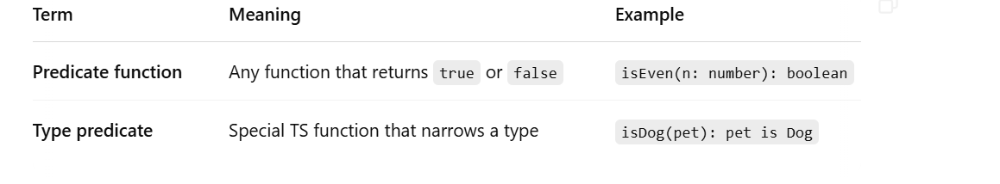 Term Meaning Example
Predicate function Any function that returns true or false isEven(n: number): boolean
Type predicate Special TS function that narrows a type isDog(pet): pet is Dog